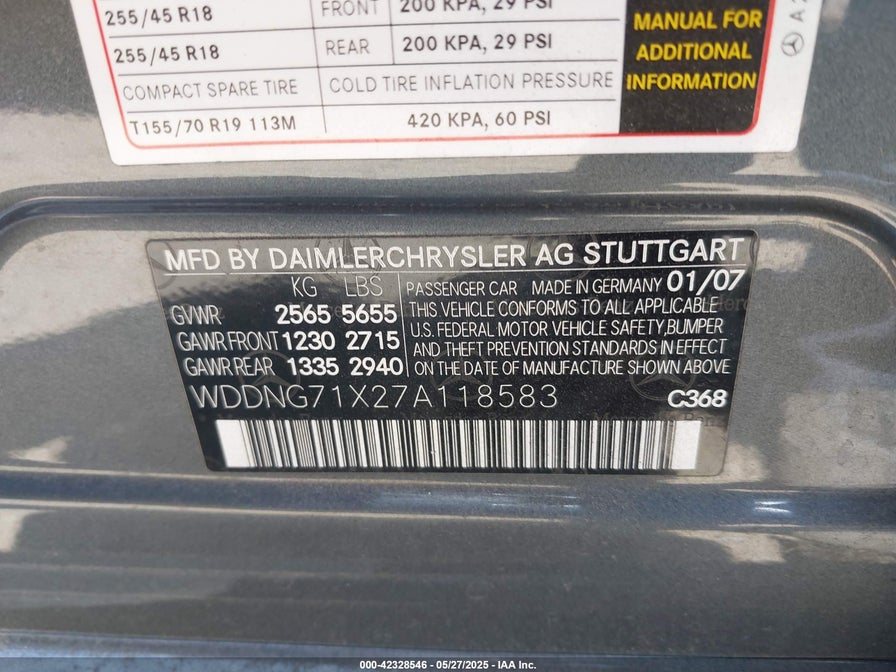 255/45 R18 FRONT 200 KPA, 29 PSI
255/45 R18 REAR 200 KPA, 29 PSI
COMPACT SPARE TIRE COLD TIRE INFLATION PRESSURE
T155/70 R19 113M 420 KPA, 60 PSI
MANUAL FOR
ADDITIONAL
INFORMATION
MFD BY DAIMLERCHRYSLER AG STUTTGART
KG LBS
GVWR 2565 5655
GAWR FRONT 1230 2715
GAWR REAR 1335 2940
PASSENGER CAR MADE IN GERMANY 01/07
THIS VEHICLE CONFORMS TO ALL APPLICABLE
U.S. FEDERAL MOTOR VEHICLE SAFETY,BUMPER
AND THEFT PREVENTION STANDARDS IN EFFECT
ON THE DATE OF MANUFACTURE SHOWN ABOVE
WDDNG71X27A118583 C368
000-42328546 - 05/27/2025 - IAA Inc.